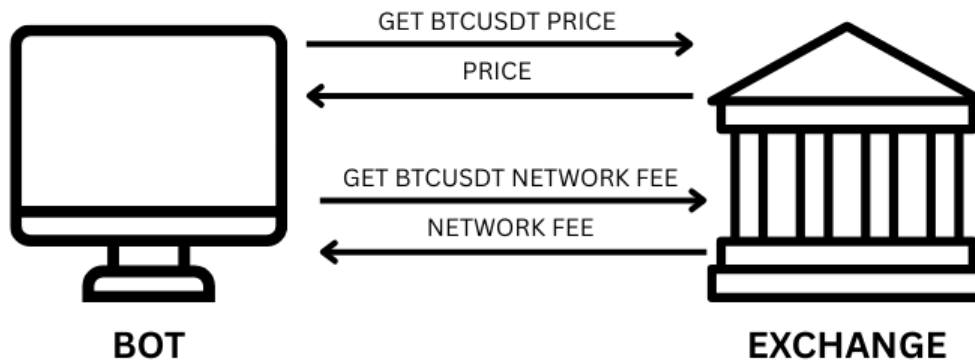 GET BTCUSDT PRICE
PRICE
GET BTCUSDT NETWORK FEE
NETWORK FEE
BOT
EXCHANGE